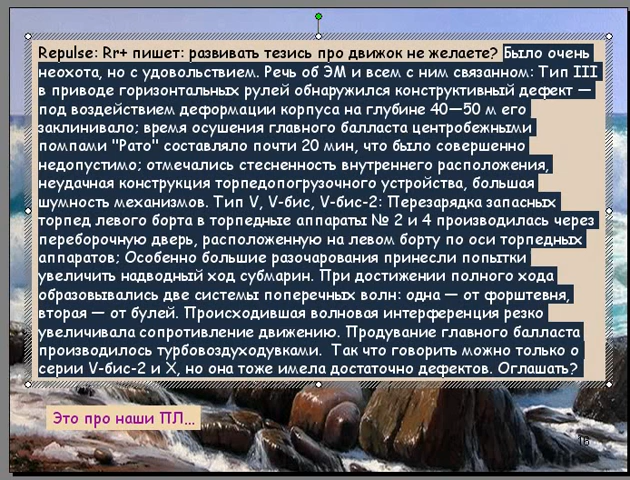 Repulse: Rr+ пишет: развивать тезись про движок не желаете? Было очень
неохота, но с удовольствием. Речь об ЭМ и всем с ним связанном: Тип III
в приводе горизонтальных рулей обнаружился конструктивный дефект —
под воздействием деформации корпуса на глубине 40—50 м его
заклинивало; время осушения главного балласта центробежными
помпами "Рато" составляло почти 20 мин, что было совершенно
недопустимо; отмечались стесненность внутреннего расположения,
неудачная конструкция торпедопогрузочного устройства, большая
шумность механизмов. Тип V, V-бис, V-бис-2: Перезарядка запасных
торпед левого борта в торпедные аппараты № 2 и 4 производилась через
переборочную дверь, расположенную на левом борту по оси торпедных
аппаратов; Особенно большие разочарования принесли попытки
увеличить надводный ход субмарин. При достижении полного хода
образовывались две системы поперечных волн: одна — от форштевня,
вторая — от булей. Происходившая волновая интерференция резко
увеличивала сопротивление движению. Продувание главного балласта
производилось турбовоздуходувками. Так что говорить можно только о
серии V-бис-2 и X, но она тоже имела достаточно дефектов. Оглашать?
Это про наши ПЛ...